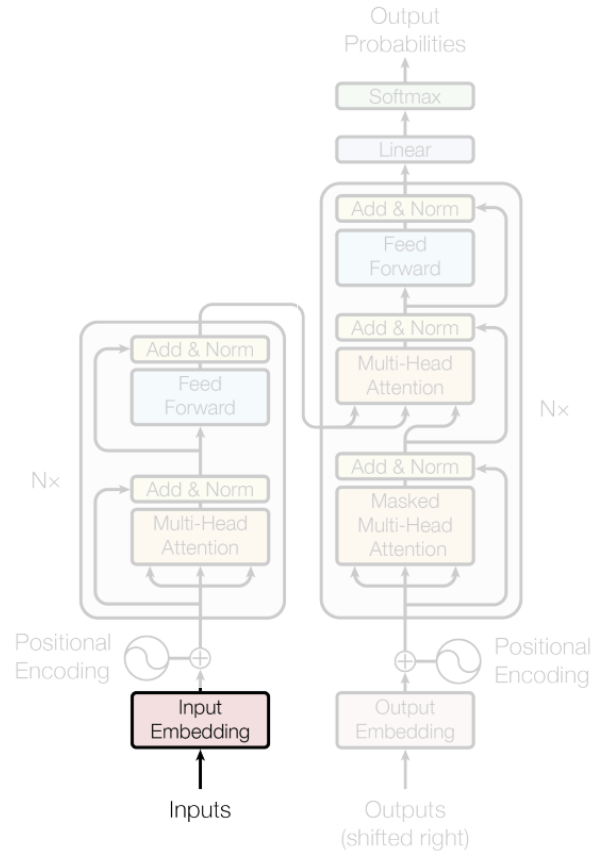 Output
Probabilities
Softmax
Linear
Add & Norm
Feed
Forward
Add & Norm
Multi-Head
Attention
Add & Norm
Masked
Multi-Head
Attention
N×
Add & Norm
Feed
Forward
Add & Norm
Multi-Head
Attention
N×
Positional
Encoding
Positional
Encoding
Input
Embedding
Output
Embedding
Inputs
Outputs
(shifted right)